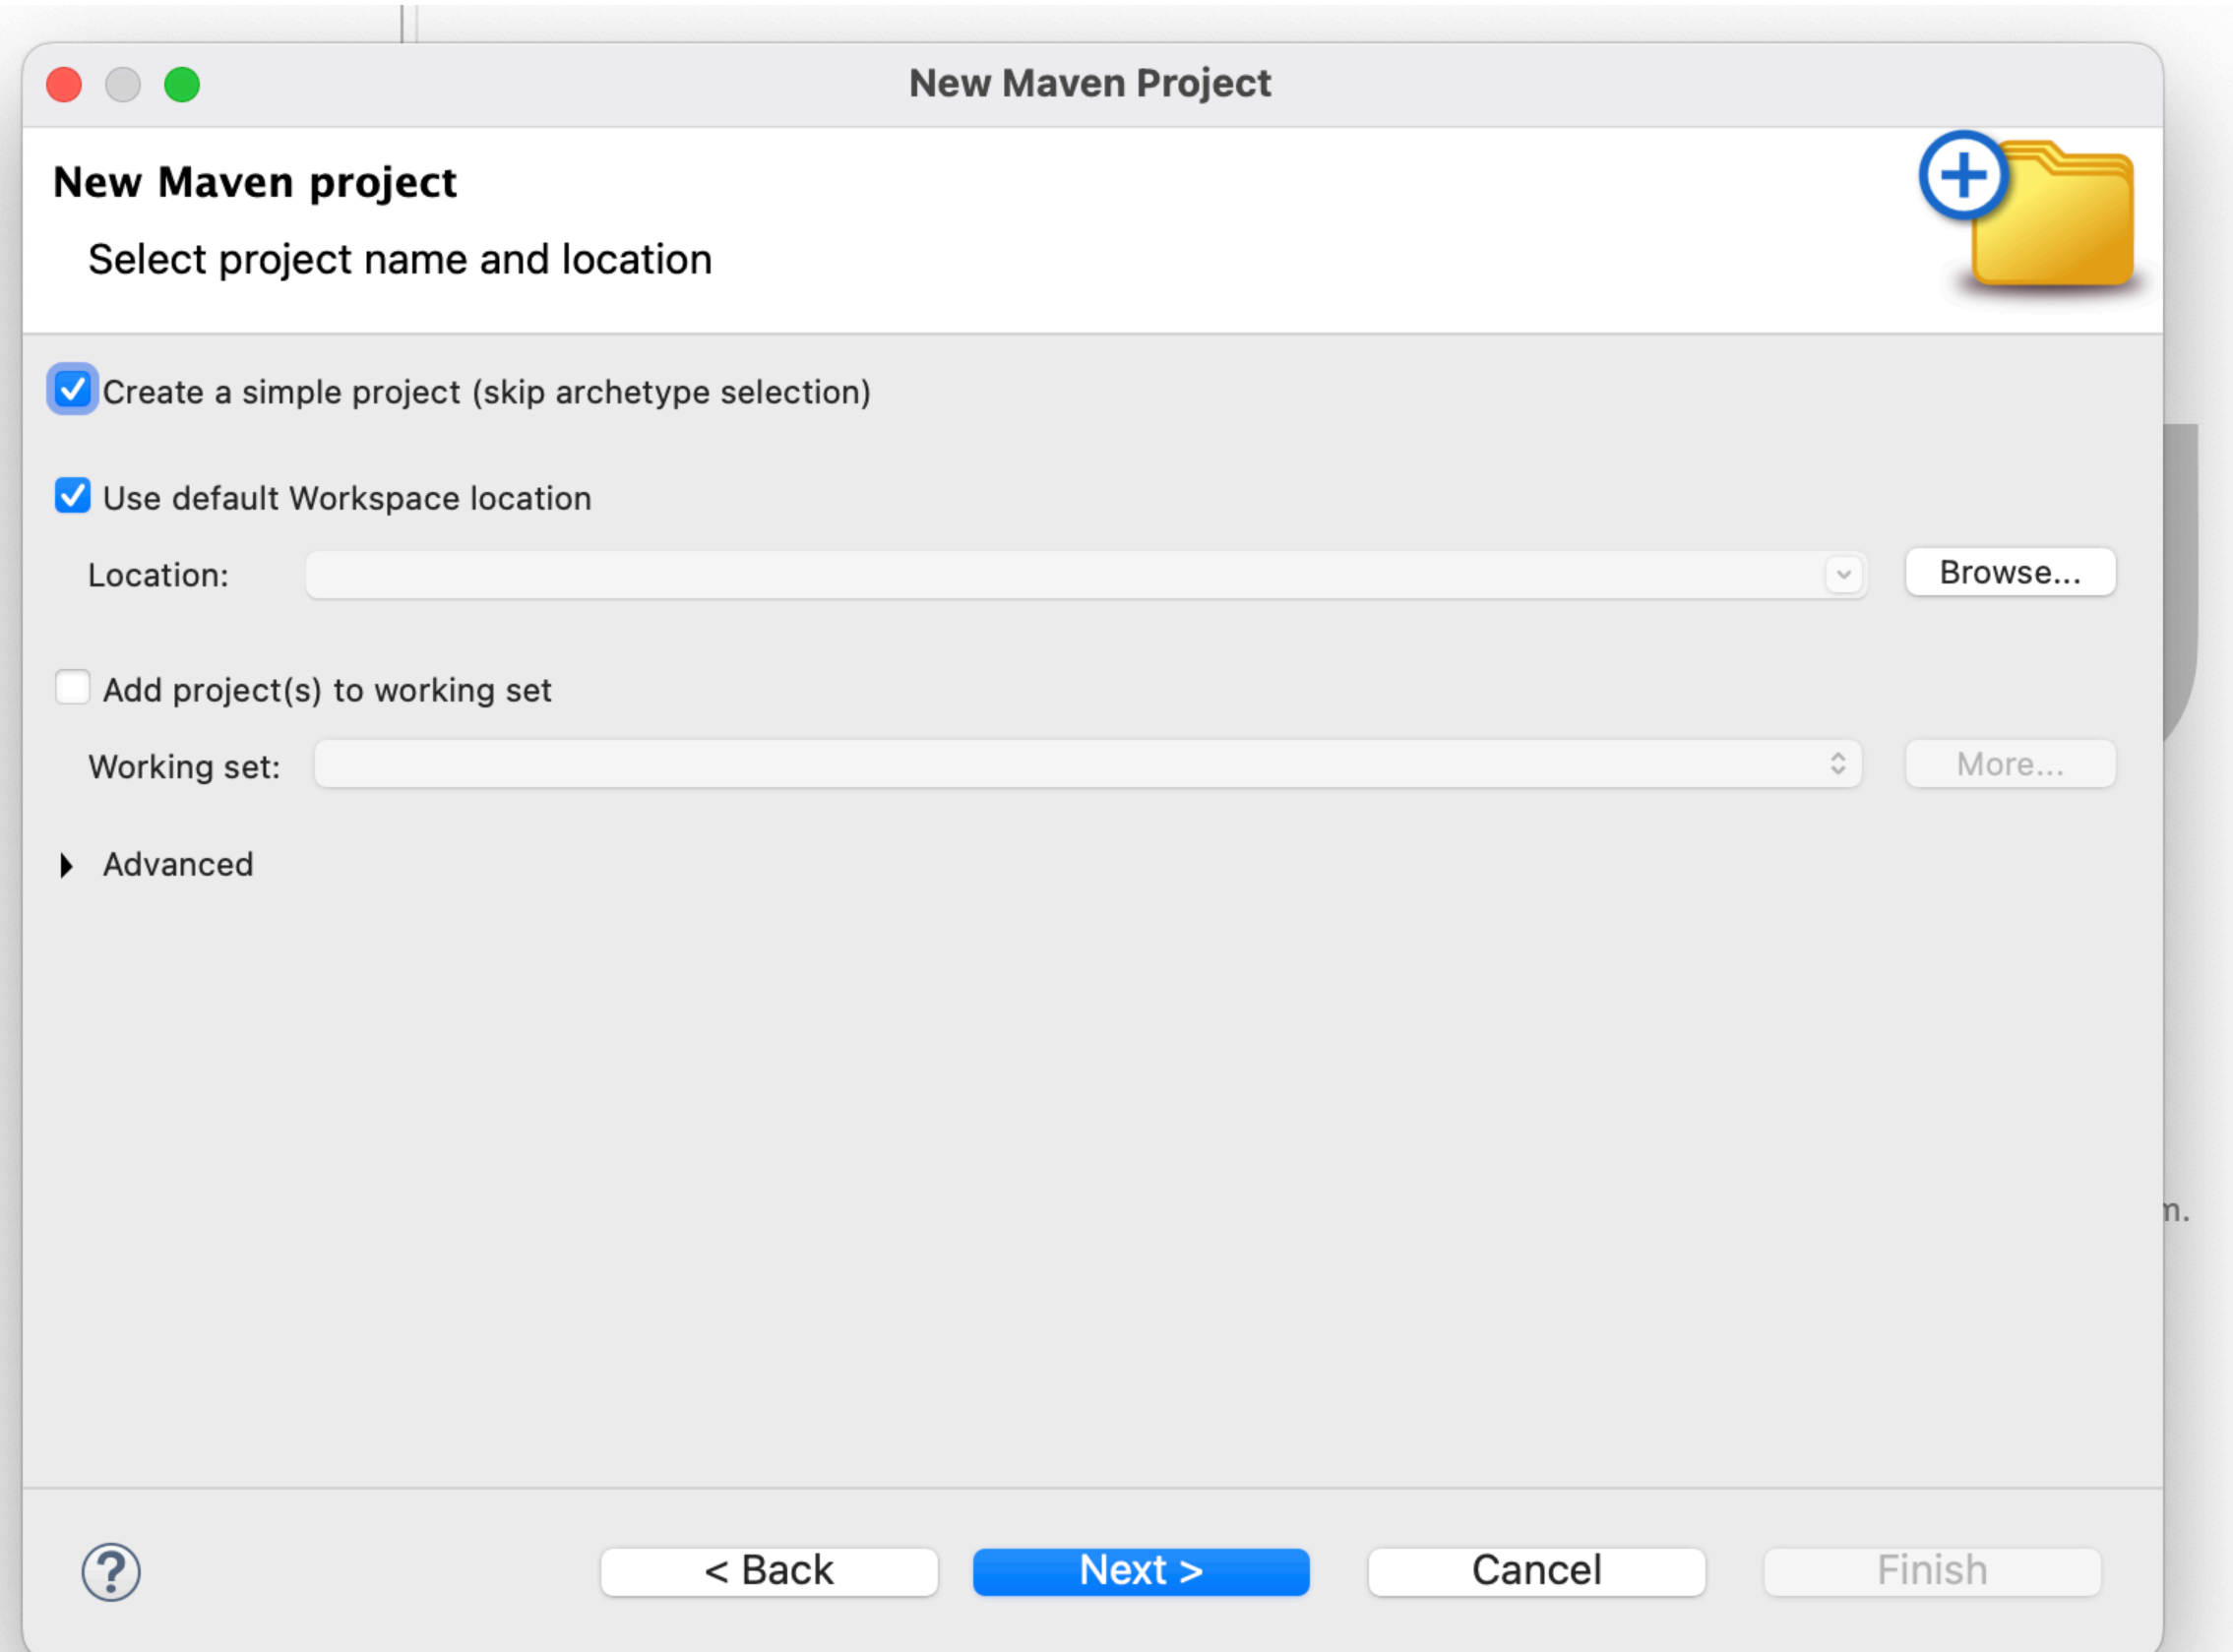 New Maven Project
New Maven project
Select project name and location
Create a simple project (skip archetype selection)
Use default Workspace location
Location: Browse...
Add project(s) to working set
Working set: More...
Advanced
m.
? < Back Next > Cancel Finish